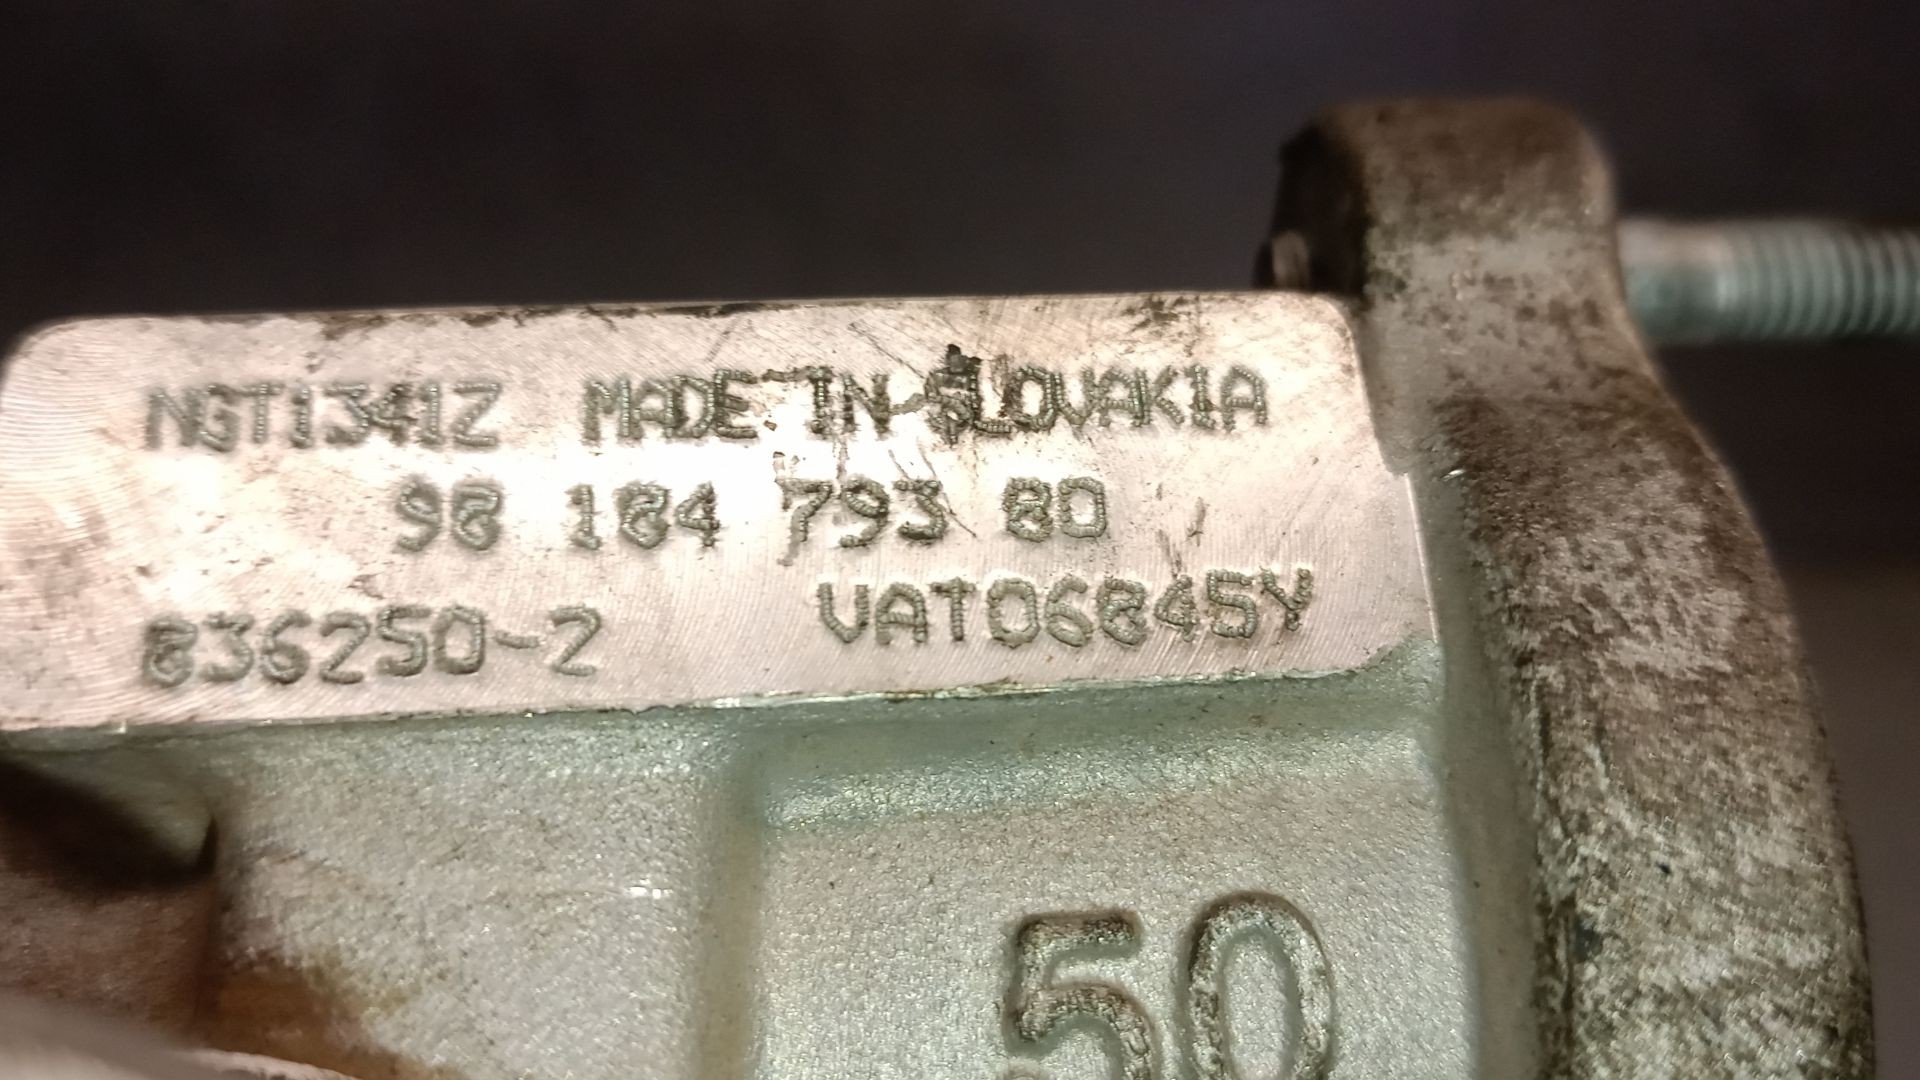 NGT1341Z MADE IN SLOVAKIA
98 184 793 80
836250-2 VAT06845Y
50